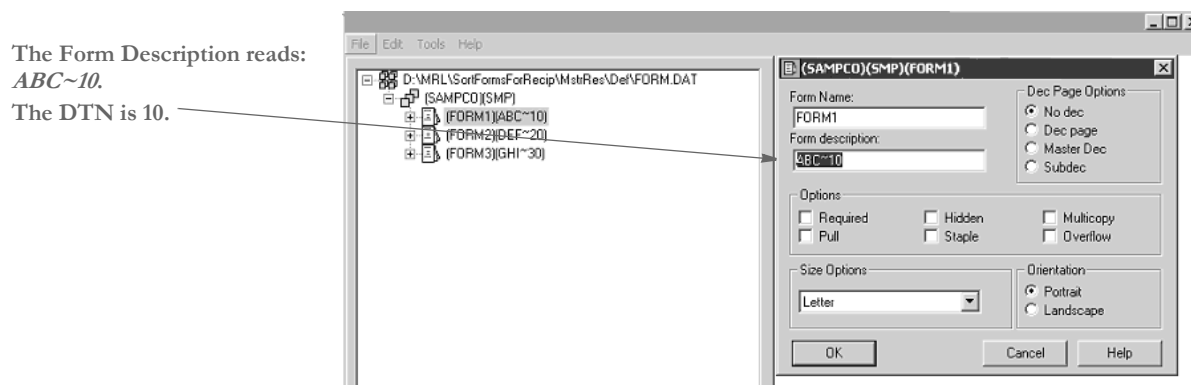 The Form Description reads:
ABC~10.
The DTN is 10.
File Edit Tools Help
D:\MRL\SortFormsForRecip\MstrRes\Def\FORM.DAT
(SAMPCO)(SMP)
(FORM1)(ABC~10)
(FORM2)(DEF~20)
(FORM3)(GHI~30)
(SAMPCO)(SMP)(FORM1)
Form Name:
FORM1
Form description:
ABC~10
Dec Page Options
No dec
Dec page
Master Dec
Subdec
Options
Required Hidden Multicopy
Pull Staple Overflow
Size Options
Letter
Orientation
Portrait
Landscape
OK Cancel Help